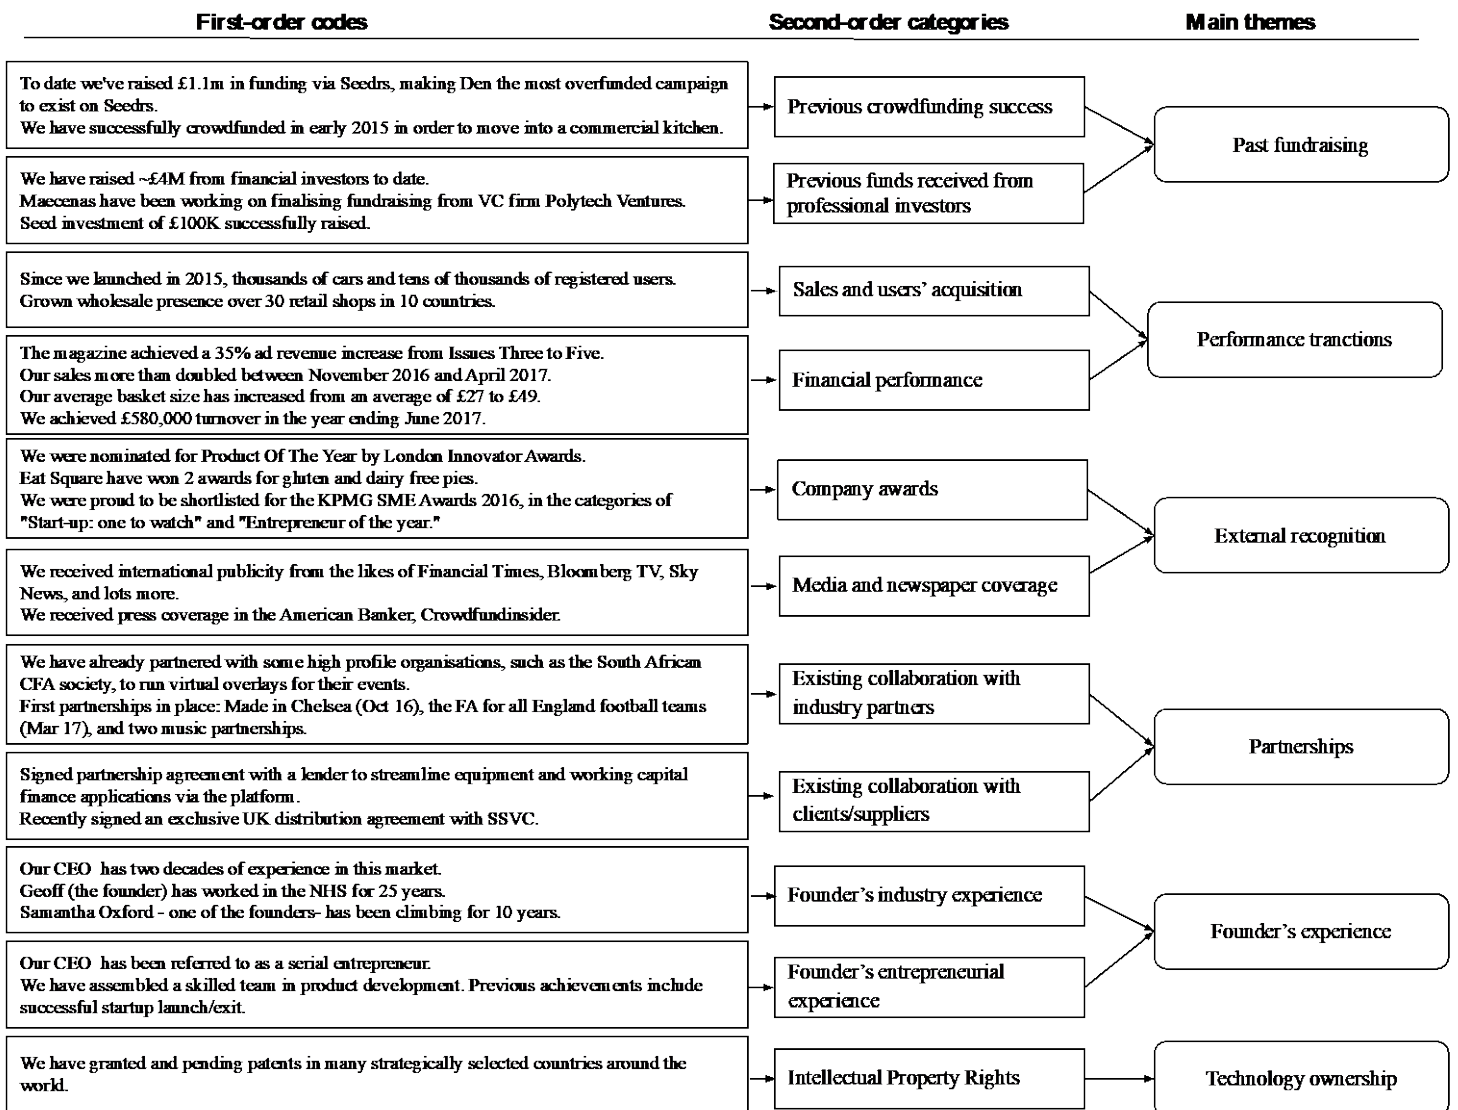 First-order codes
Second-order categories
Main themes
To date we've raised £1.1m in funding via Seedrs, making Den the most overfunded campaign
to exist on Seedrs.
We have successfully crowdfunded in early 2015 in order to move into a commercial kitchen.
Previous crowdfunding success
Past fundraising
We have raised ~£4M from financial investors to date.
Maecenas have been working on finalising fundraising from VC firm Polytech Ventures.
Seed investment of £100K successfully raised.
Previous funds received from
professional investors
Since we launched in 2015, thousands of cars and tens of thousands of registered users.
Grown wholesale presence over 30 retail shops in 10 countries.
Sales and users’ acquisition
Performance tranctions
The magazine achieved a 35% ad revenue increase from Issues Three to Five.
Our sales more than doubled between November 2016 and April 2017.
Our average basket size has increased from an average of £27 to £49.
We achieved £580,000 turnover in the year ending June 2017.
Financial performance
We were nominated for Product Of The Year by London Innovator Awards.
Eat Square have won 2 awards for gluten and dairy free pies.
We were proud to be shortlisted for the KPMG SME Awards 2016, in the categories of
"Start-up: one to watch" and "Entrepreneur of the year."
Company awards
External recognition
We received international publicity from the likes of Financial Times, Bloomberg TV, Sky
News, and lots more.
We received press coverage in the American Banker, Crowdfundinsider.
Media and newspaper coverage
We have already partnered with some high profile organisations, such as the South African
CFA society, to run virtual overlays for their events.
First partnerships in place: Made in Chelsea (Oct 16), the FA for all England football teams
(Mar 17), and two music partnerships.
Existing collaboration with
industry partners
Partnerships
Signed partnership agreement with a lender to streamline equipment and working capital
finance applications via the platform.
Recently signed an exclusive UK distribution agreement with SSVC.
Existing collaboration with
clients/suppliers
Our CEO has two decades of experience in this market.
Geoff (the founder) has worked in the NHS for 25 years.
Samantha Oxford - one of the founders- has been climbing for 10 years.
Founder’s industry experience
Founder’s experience
Our CEO has been referred to as a serial entrepreneur.
We have assembled a skilled team in product development. Previous achievements include
successful startup launch/exit.
Founder’s entrepreneurial
experience
We have granted and pending patents in many strategically selected countries around the
world.
Intellectual Property Rights
Technology ownership